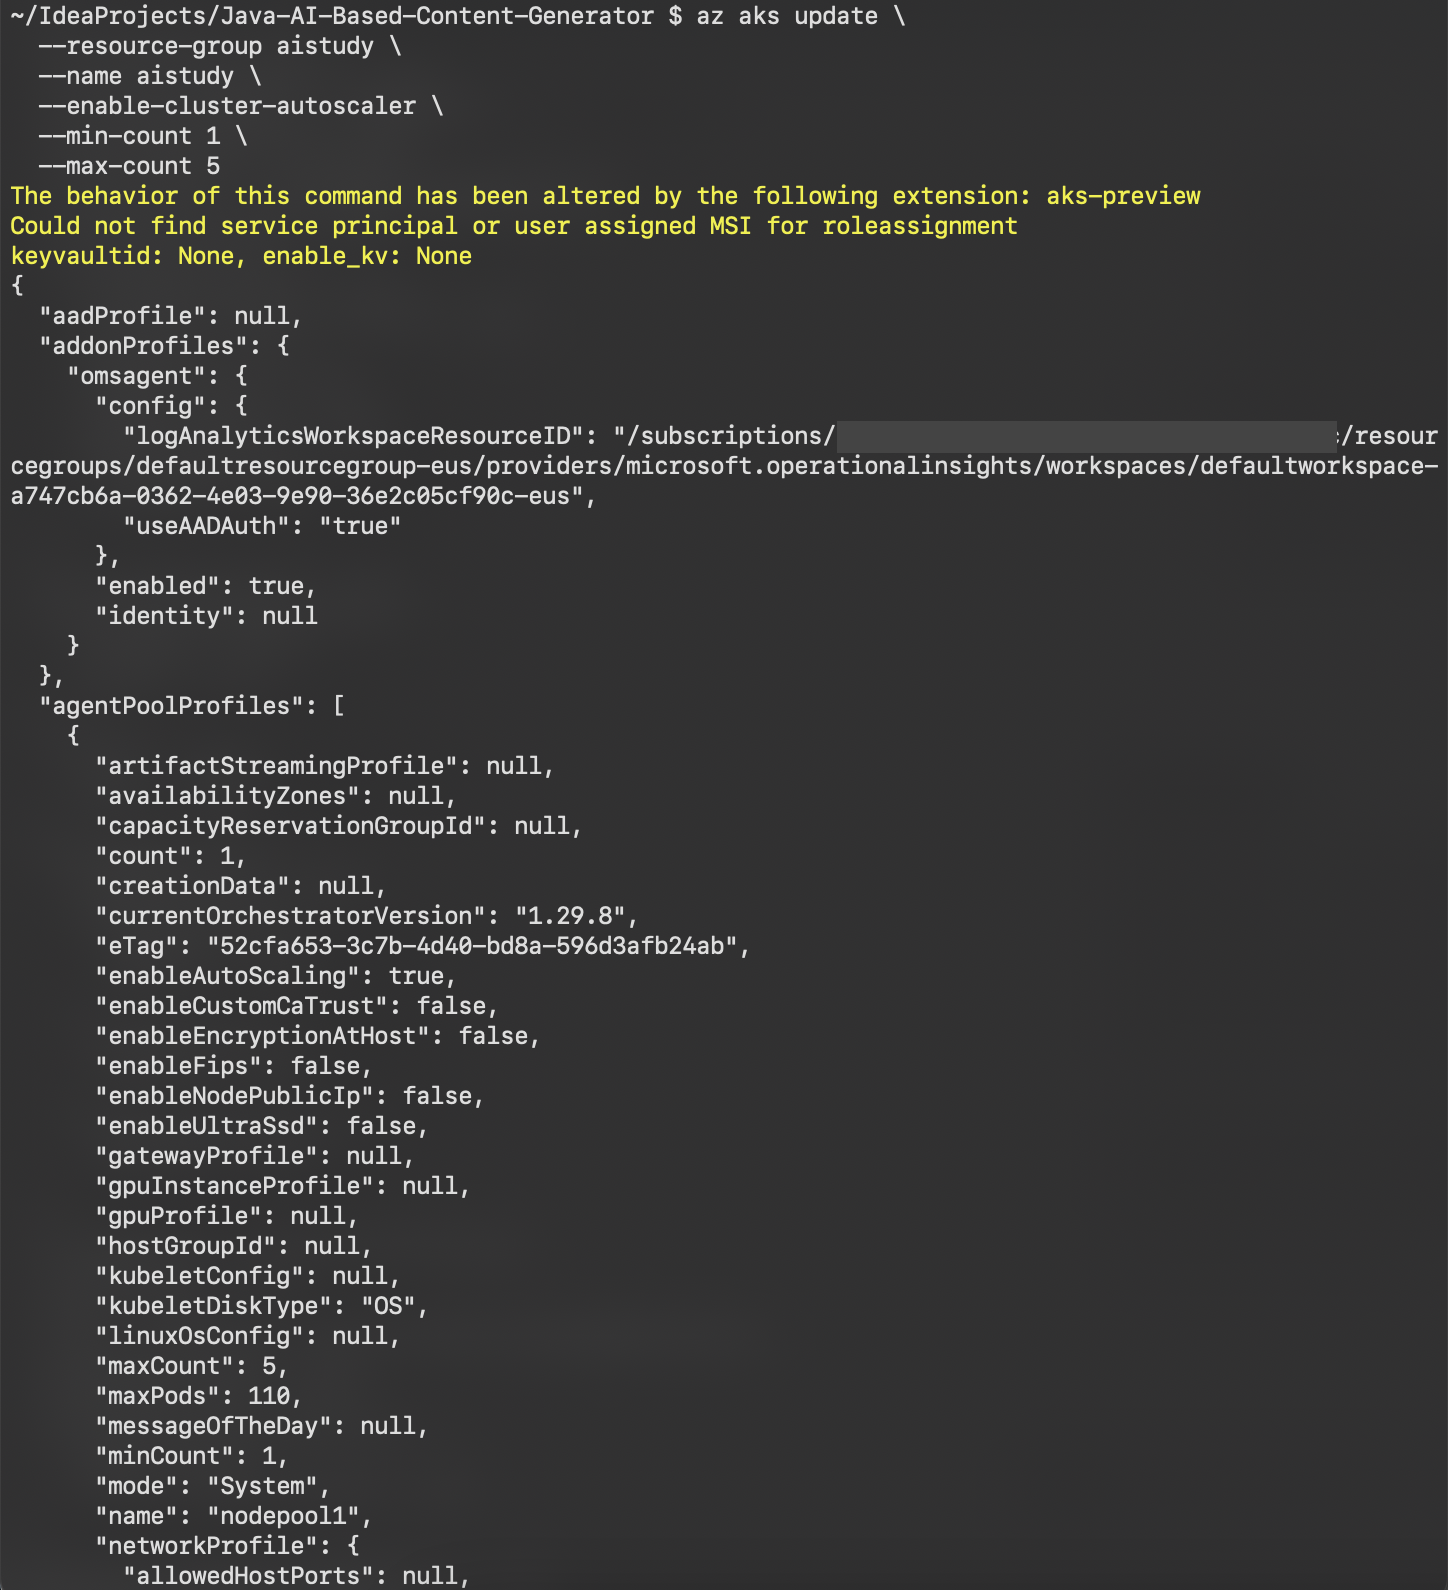 ~/IdeaProjects/Java-AI-Based-Content-Generator $ az aks update \
  --resource-group aistudy \
  --name aistudy \
  --enable-cluster-autoscaler \
  --min-count 1 \
  --max-count 5
The behavior of this command has been altered by the following extension: aks-preview
Could not find service principal or user assigned MSI for roleassignment
keyvaultid: None, enable_kv: None
{
  "aadProfile": null,
  "addonProfiles": {
    "omsagent": {
      "config": {
        "logAnalyticsWorkspaceResourceID": "/subscriptions/ /resour
cegroups/defaultresourcegroup-eus/providers/microsoft.operationalinsights/workspaces/defaultworkspace-
a747cb6a-0362-4e03-9e90-36e2c05cf90c-eus",
        "useAADAuth": "true"
      },
      "enabled": true,
      "identity": null
    }
  },
  "agentPoolProfiles": [
    {
      "artifactStreamingProfile": null,
      "availabilityZones": null,
      "capacityReservationGroupId": null,
      "count": 1,
      "creationData": null,
      "currentOrchestratorVersion": "1.29.8",
      "eTag": "52cfa653-3c7b-4d40-bd8a-596d3afb24ab",
      "enableAutoScaling": true,
      "enableCustomCaTrust": false,
      "enableEncryptionAtHost": false,
      "enableFips": false,
      "enableNodePublicIp": false,
      "enableUltraSsd": false,
      "gatewayProfile": null,
      "gpuInstanceProfile": null,
      "gpuProfile": null,
      "hostGroupId": null,
      "kubeletConfig": null,
      "kubeletDiskType": "OS",
      "linuxOsConfig": null,
      "maxCount": 5,
      "maxPods": 110,
      "messageOfTheDay": null,
      "minCount": 1,
      "mode": "System",
      "name": "nodepool1",
      "networkProfile": {
        "allowedHostPorts": null,